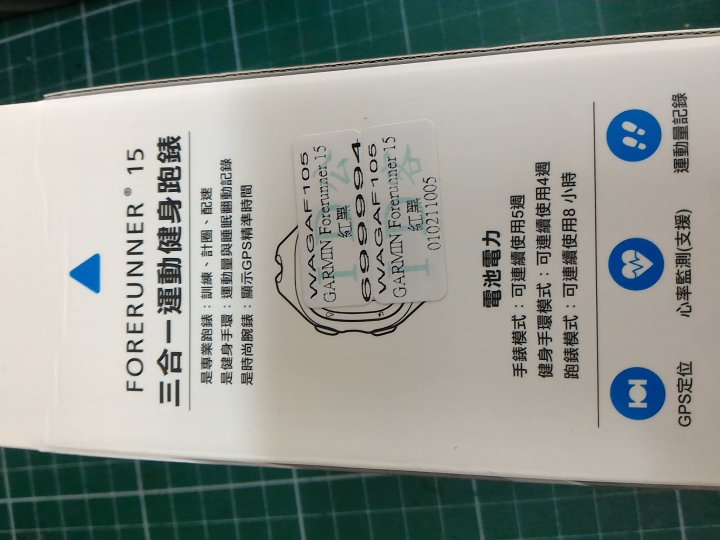 FORERUNNER® 15
三合一運動健身跑錶
是專業跑錶：訓練、計圈、配速
是健身手環：運動量與睡眠翻動記錄
是時尚腕錶：顯示GPS精準時間
WAGAF105
GARMIN Forerunner 15
紅黑
699994
WAGAF105
GARMIN Forerunner 15
紅黑
010211005
電池電力
手錶模式：可連續使用5週
健身手環模式：可連續使用4週
跑錶模式：可連續使用8 小時
GPS定位
心率監測(支援)
運動量記錄